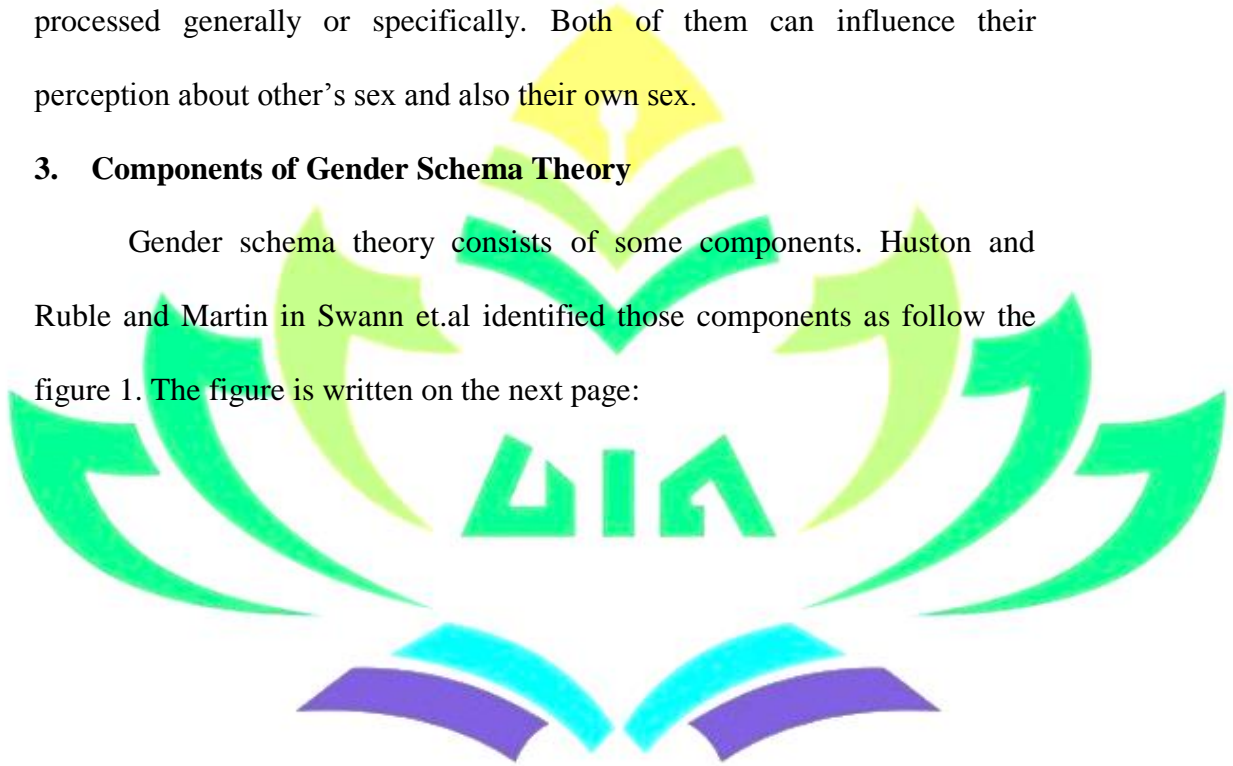 processed generally or specifically. Both of them can influence their
perception about other's sex and also their own sex.
3. Components of Gender Schema Theory
Gender schema theory consists of some components. Huston and
Ruble and Martin in Swann et.al identified those components as follow the
figure 1. The figure is written on the next page: